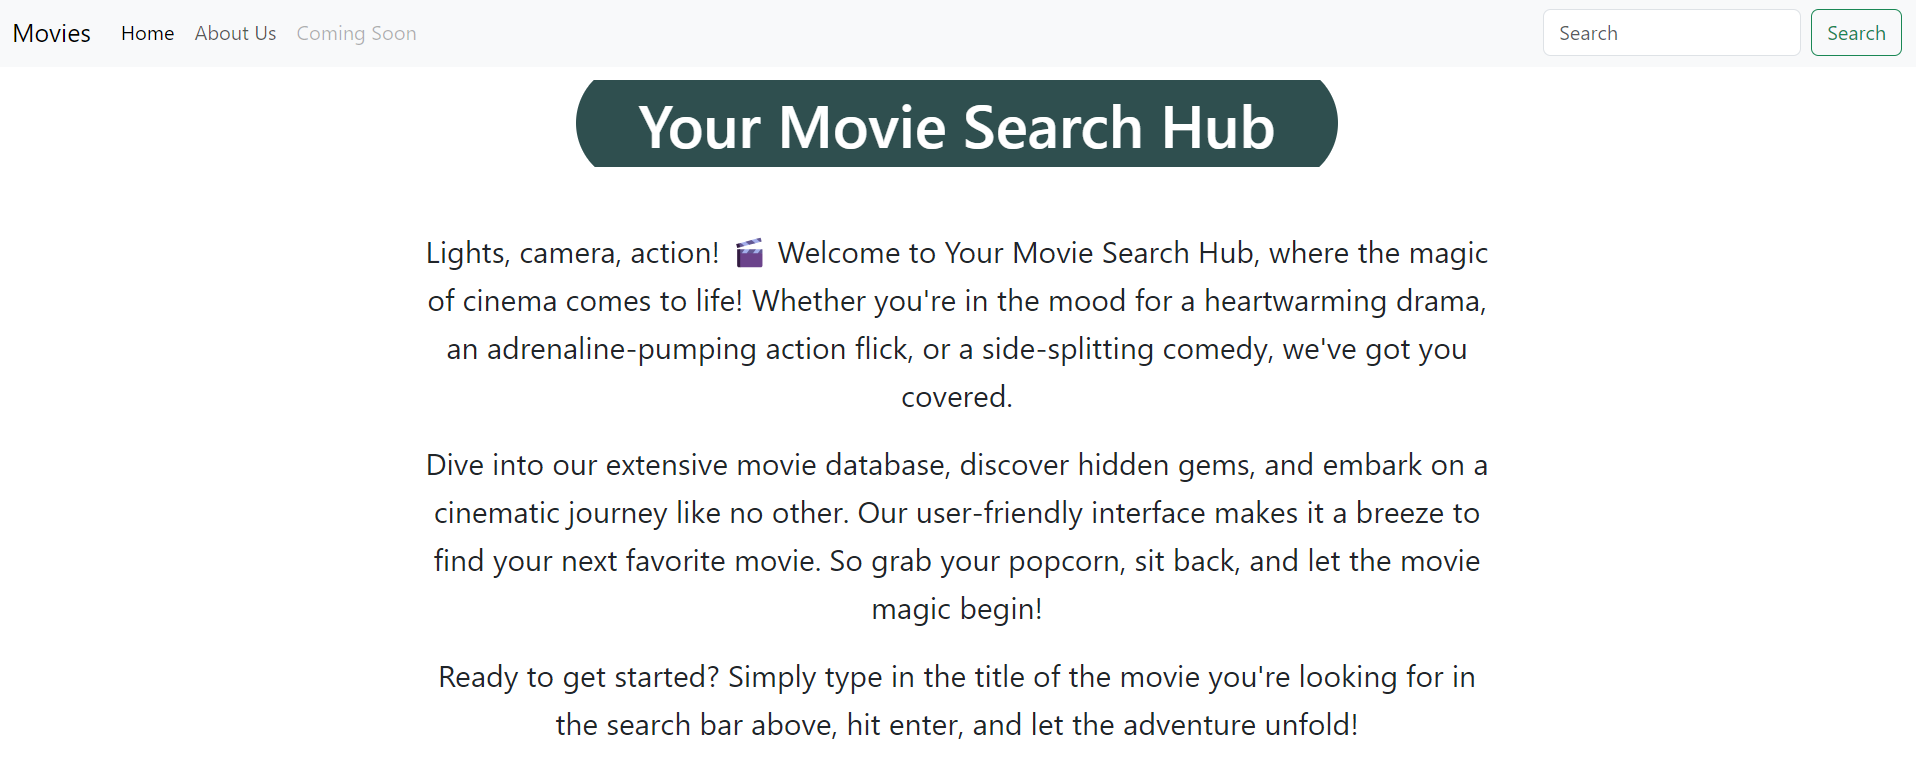 Movies Home About Us Coming Soon Search Search
Your Movie Search Hub
Lights, camera, action! 🎬 Welcome to Your Movie Search Hub, where the magic
of cinema comes to life! Whether you're in the mood for a heartwarming drama,
an adrenaline-pumping action flick, or a side-splitting comedy, we've got you
covered.
Dive into our extensive movie database, discover hidden gems, and embark on a
cinematic journey like no other. Our user-friendly interface makes it a breeze to
find your next favorite movie. So grab your popcorn, sit back, and let the movie
magic begin!
Ready to get started? Simply type in the title of the movie you're looking for in
the search bar above, hit enter, and let the adventure unfold!